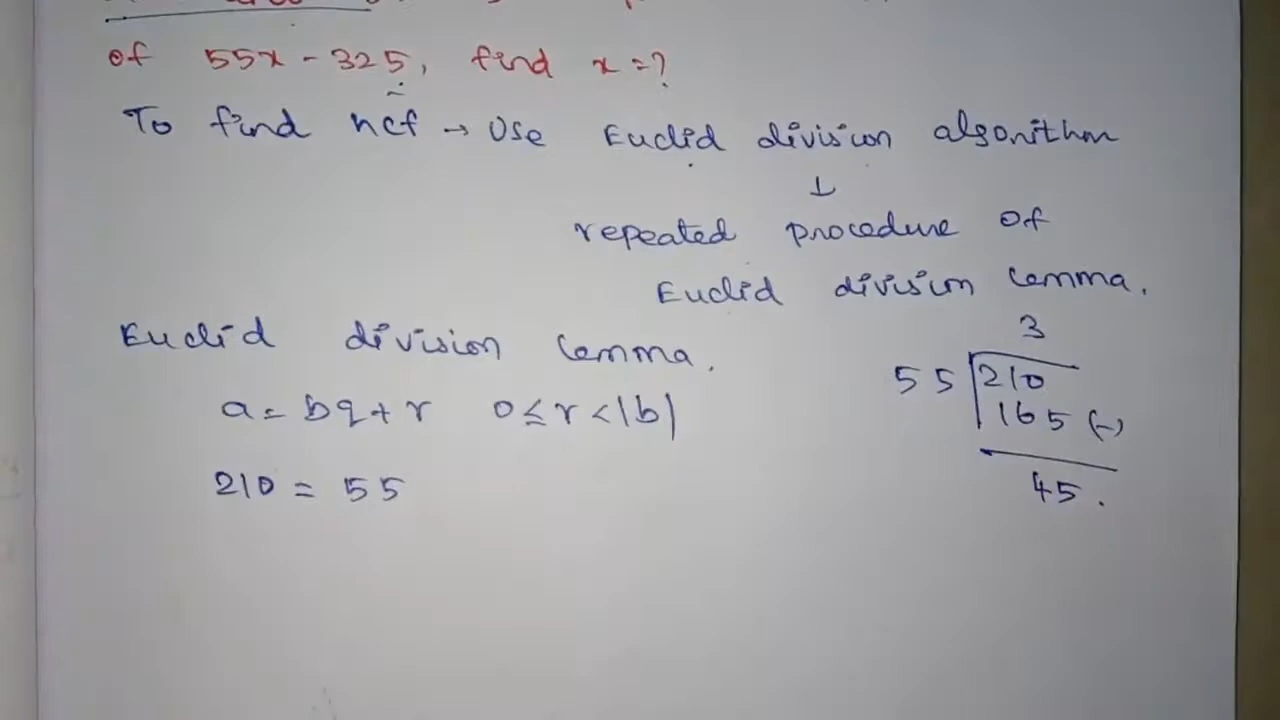 of 55x - 325, find x = ?
To find hcf → Use Euclid division algorithm
↓
repeated procedure of
Euclid division lemma.
Euclid division lemma.
a = bq + r 0 ≤ r < |b|
210 = 55
3
55 210
165 (-)
45.